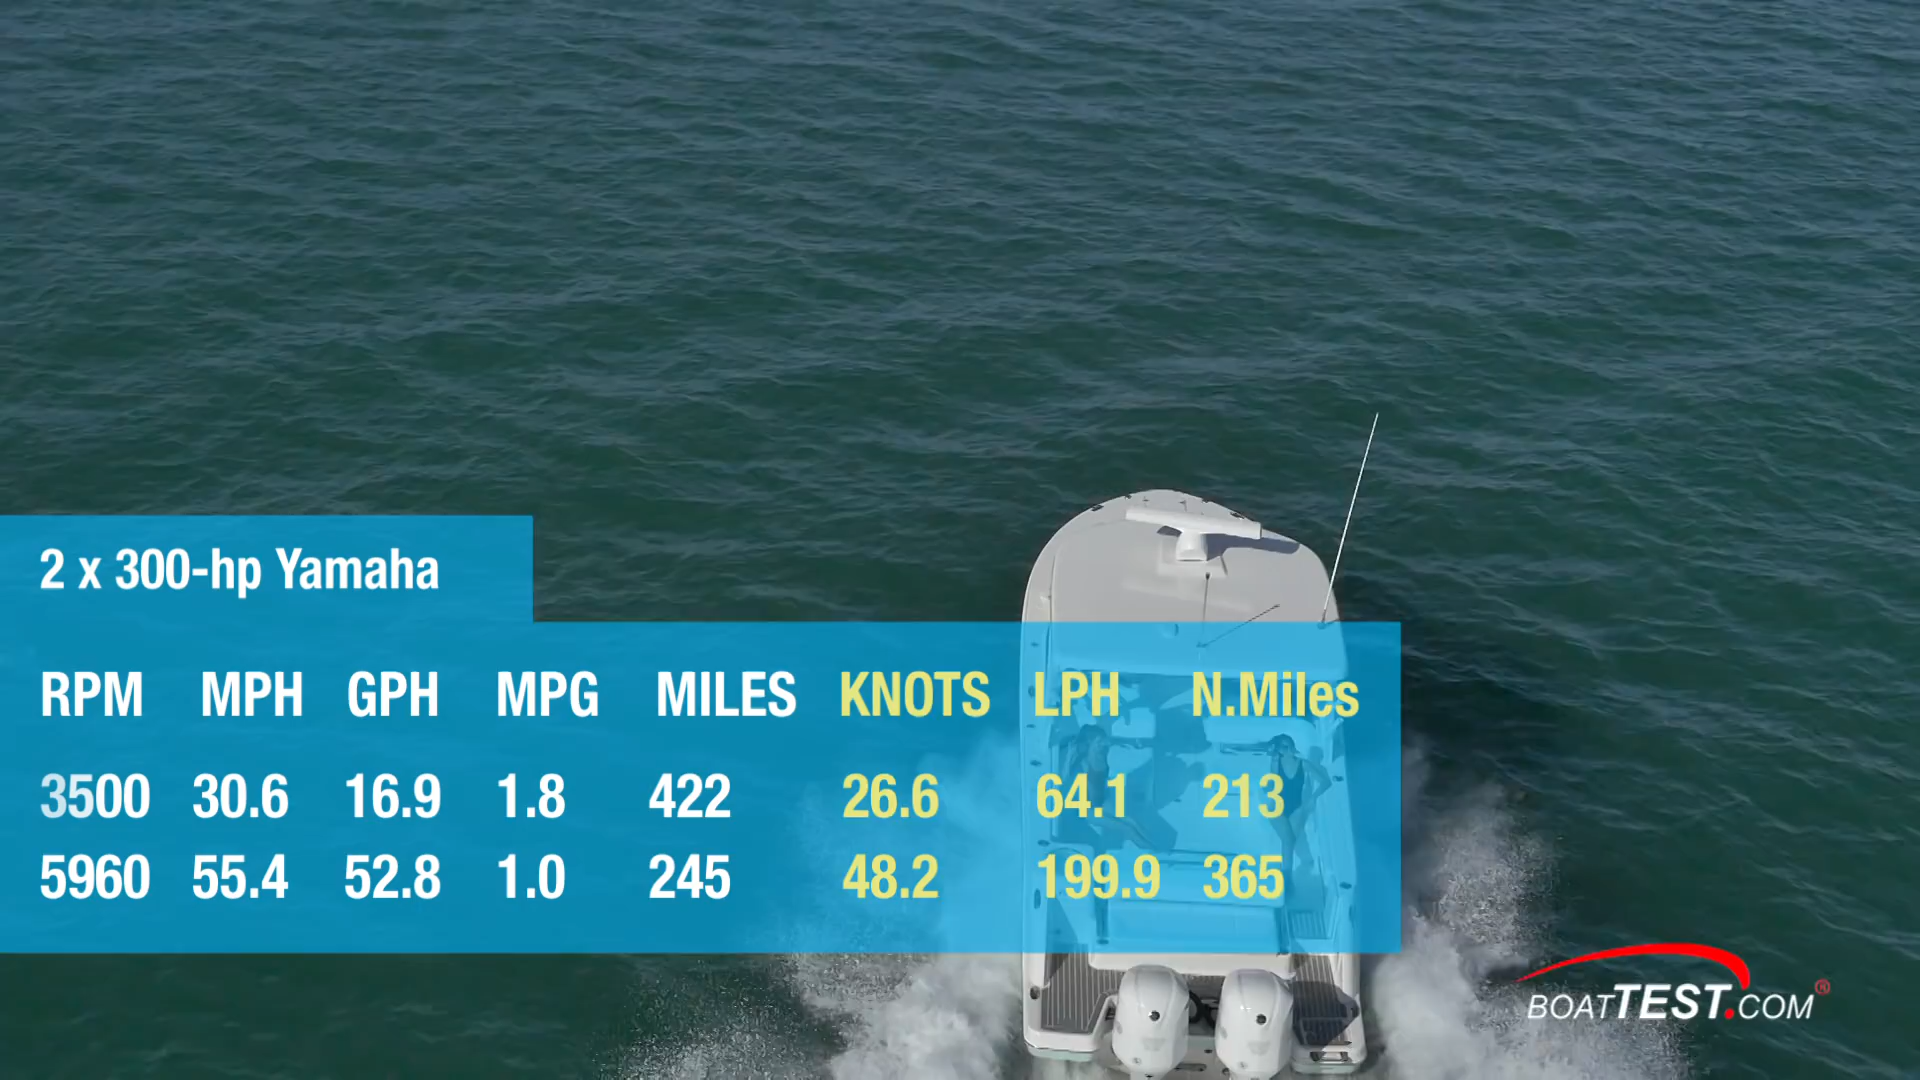 2 x 300-hp Yamaha
RPM MPH GPH MPG MILES KNOTS LPH N.Miles
3500 30.6 16.9 1.8 422 26.6 64.1 213
5960 55.4 52.8 1.0 245 48.2 199.9 365
BOATTEST.COM®